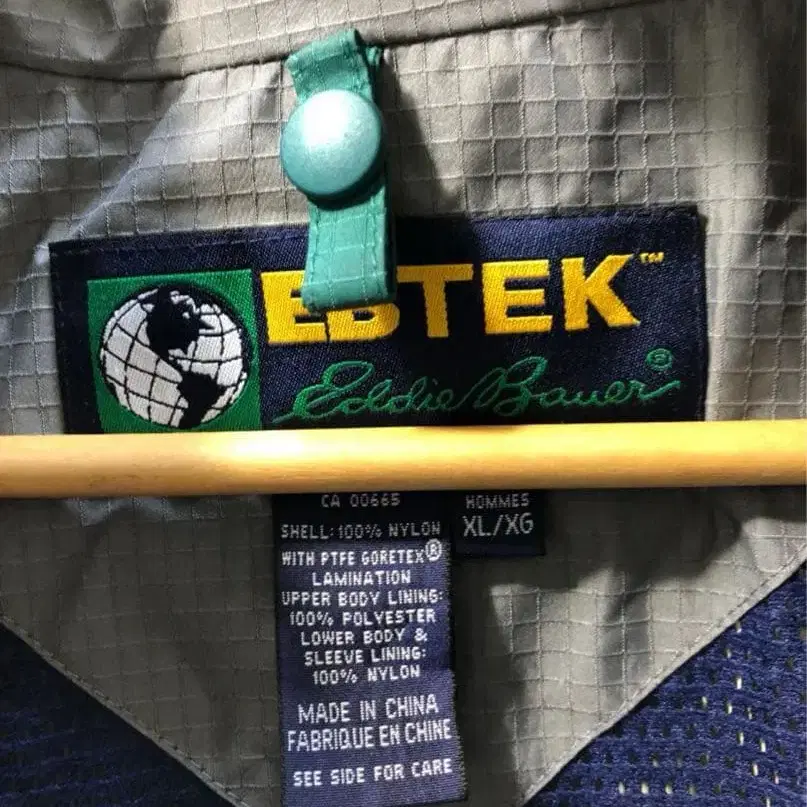 EBTEK™
Eddie Bauer®
CA 00665
SHELL: 100% NYLON
WITH PTFE GORETEX®
LAMINATION
UPPER BODY LINING:
100% POLYESTER
LOWER BODY &
SLEEVE LINING:
100% NYLON
MADE IN CHINA
FABRIQUE EN CHINE
SEE SIDE FOR CARE
HOMMES
XL/XG